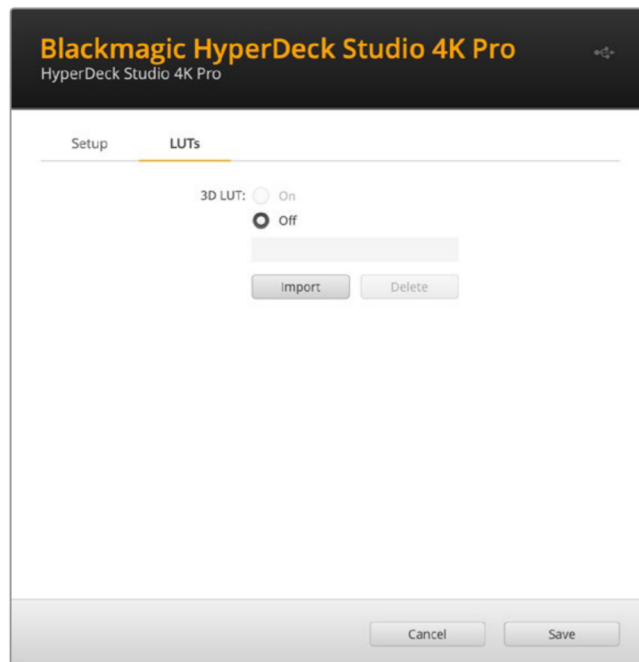 Blackmagic HyperDeck Studio 4K Pro
HyperDeck Studio 4K Pro
Setup LUTs
3D LUT: On
Off
Import Delete
Cancel Save